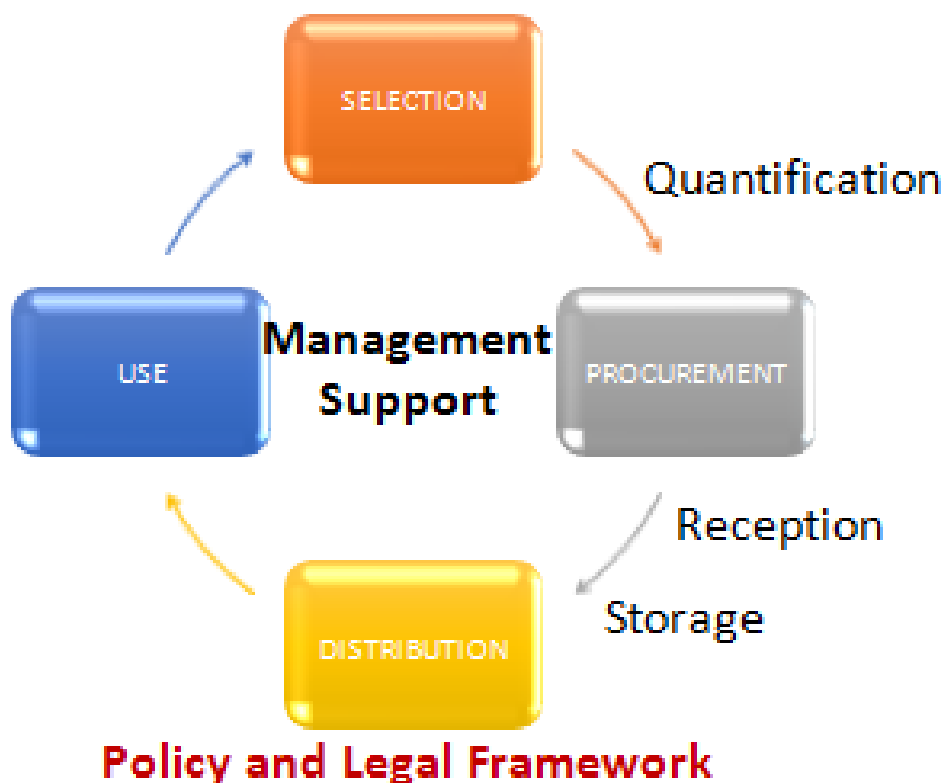 SELECTION
Quantification
USE
Management
Support
PROCUREMENT
Reception
Storage
DISTRIBUTION
Policy and Legal Framework